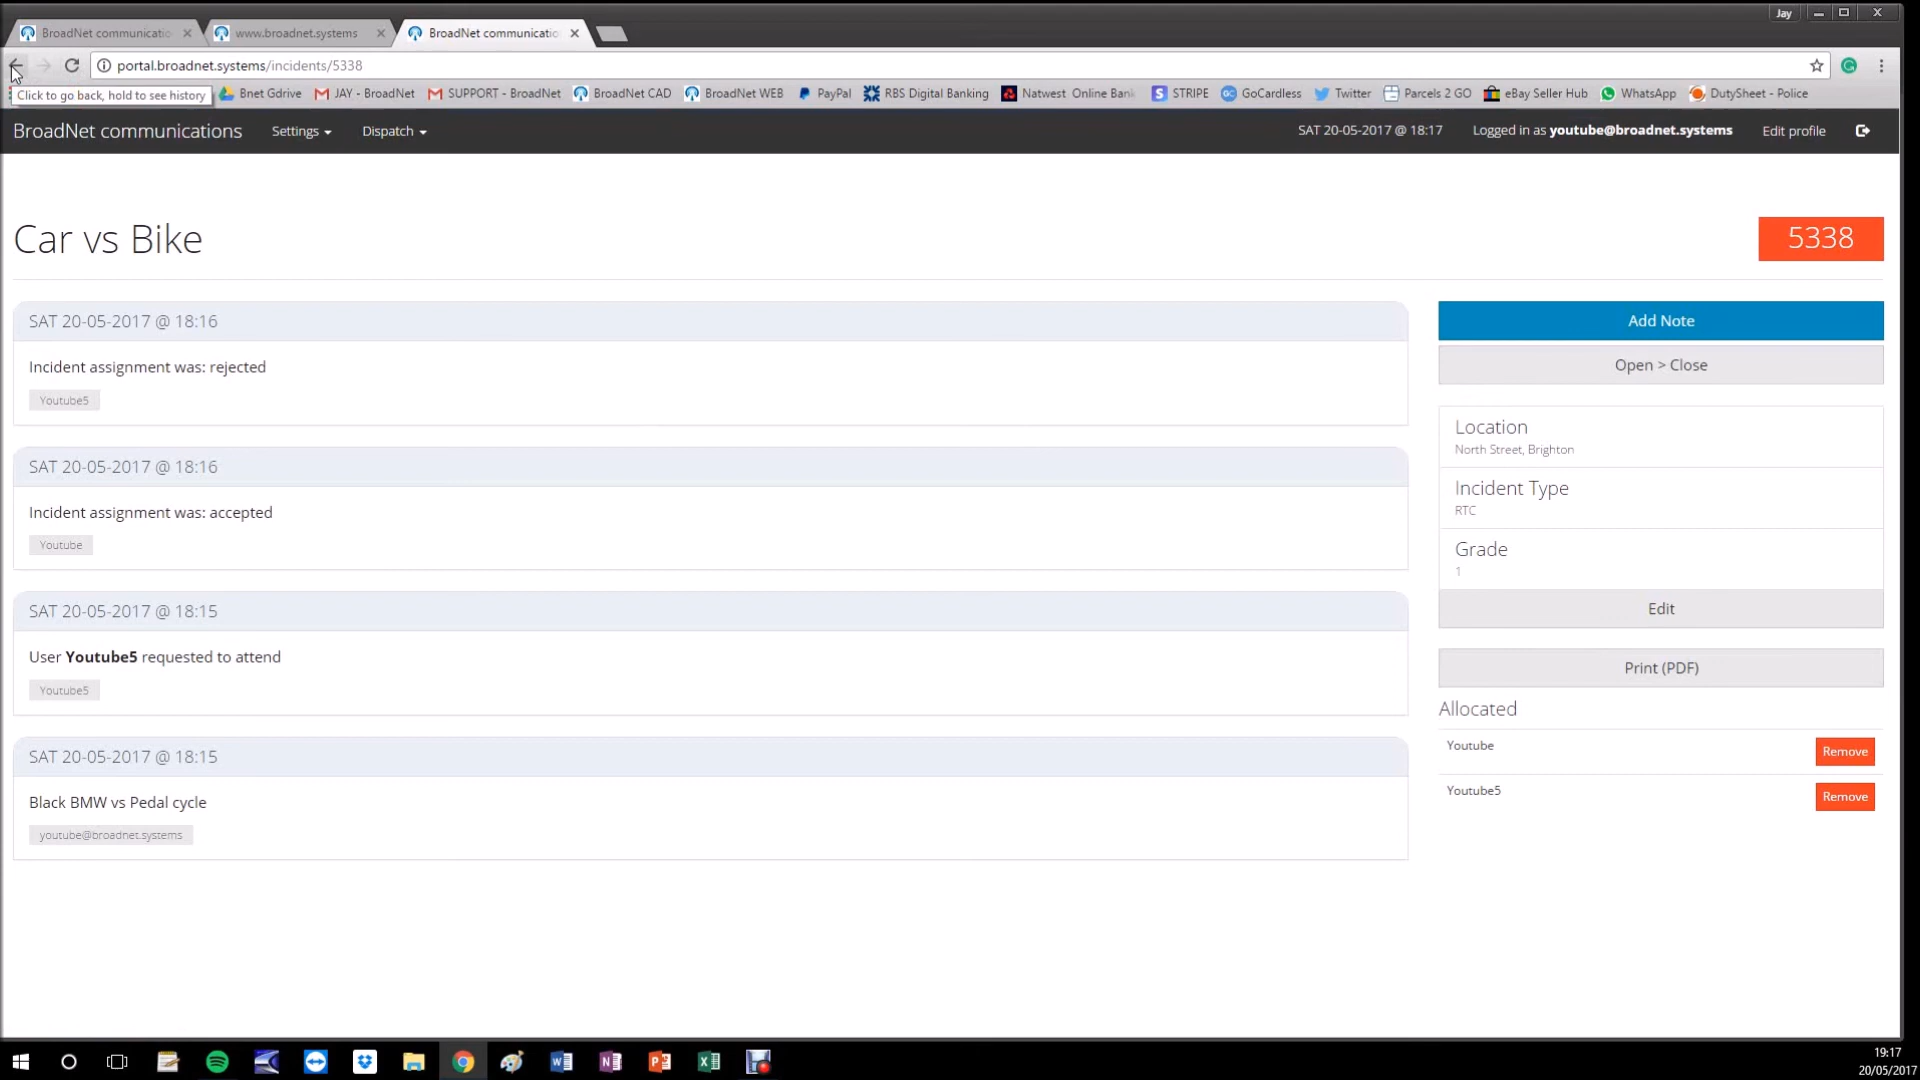 Jay
BroadNet communicatio
www.broadnet.systems
BroadNet communicatio
portal.broadnet.systems/incidents/5338
Click to go back, hold to see history
Bnet Gdrive
JAY - BroadNet
SUPPORT - BroadNet
BroadNet CAD
BroadNet WEB
PayPal
RBS Digital Banking
Natwest Online Bank
STRIPE
GoCardless
Twitter
Parcels 2 GO
eBay Seller Hub
WhatsApp
DutySheet - Police
BroadNet communications
Settings
Dispatch
SAT 20-05-2017 @ 18:17
Logged in as youtube@broadnet.systems
Edit profile
Car vs Bike
5338
SAT 20-05-2017 @ 18:16
Incident assignment was: rejected
Youtube5
SAT 20-05-2017 @ 18:16
Incident assignment was: accepted
Youtube
SAT 20-05-2017 @ 18:15
User Youtube5 requested to attend
Youtube5
SAT 20-05-2017 @ 18:15
Black BMW vs Pedal cycle
youtube@broadnet.systems
Add Note
Open > Close
Location
North Street, Brighton
Incident Type
RTC
Grade
1
Edit
Print (PDF)
Allocated
Youtube
Remove
Youtube5
Remove
19:17
20/05/2017